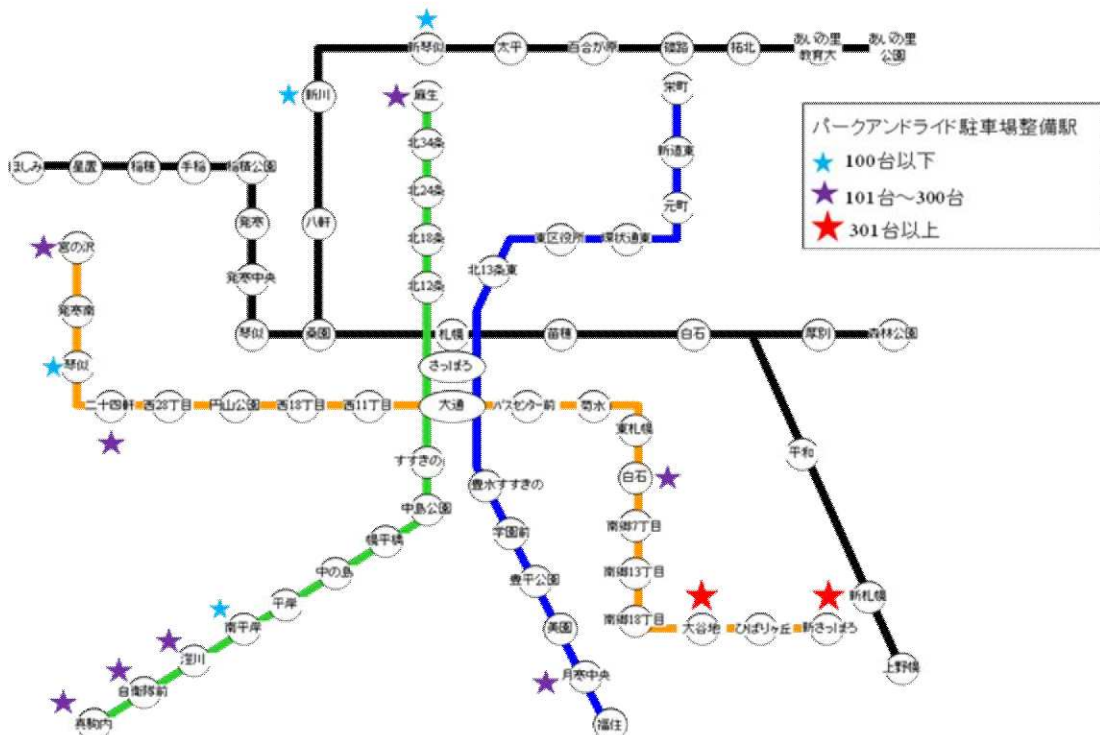 新琴似
太平
百合が原
篠路
拓北
あいの里
教育大
あいの里
公園
新川
麻生
栄町
パークアンドライド駐車場整備駅
100台以下
101台～300台
301台以上
ほしみ
星置
稲穂
手稲
稲積公園
北34条
新道東
北24条
元町
発寒
八軒
宮の沢
北18条
東区役所
環状通東
北13条東
発寒中央
北12条
発寒南
琴似
桑園
札幌
苗穂
白石
厚別
森林公園
琴似
さっぽろ
二十四軒
西28丁目
円山公園
西18丁目
西11丁目
大通
バスセンター前
菊水
東札幌
平和
すすきの
白石
豊水すすきの
中島公園
南郷7丁目
学園前
幌平橋
中の島
南郷13丁目
豊平公園
新札幌
平岸
南郷18丁目
南平岸
美園
大谷地
ひばりヶ丘
新さっぽろ
澄川
上野幌
月寒中央
自衛隊前
真駒内
福住